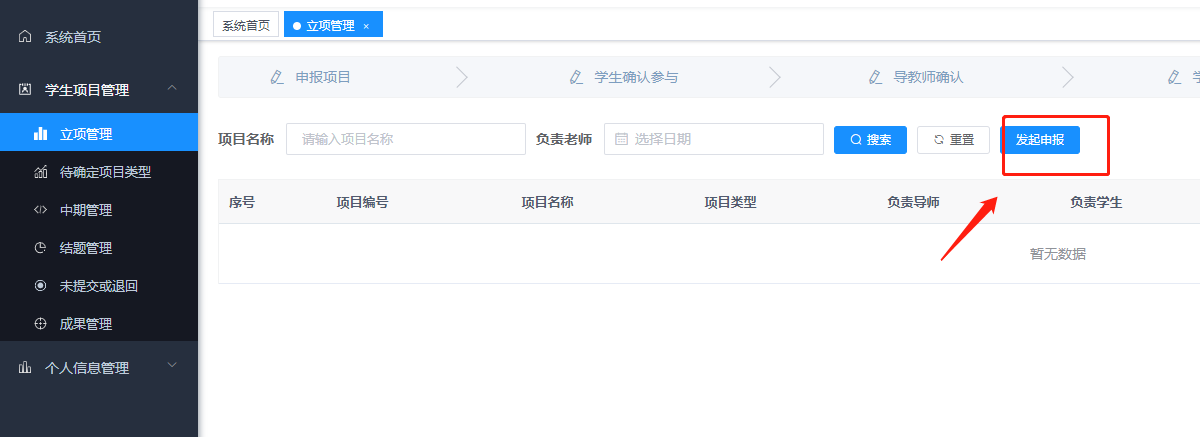 系统首页
学生项目管理
立项管理
待确定项目类型
中期管理
结题管理
未提交或退回
成果管理
个人信息管理
系统首页 立项管理 ×
申报项目 学生确认参与 导教师确认
项目名称 请输入项目名称 负责老师 选择日期 搜索 重置 发起申报
序号 项目编号 项目名称 项目类型 负责导师 负责学生
暂无数据